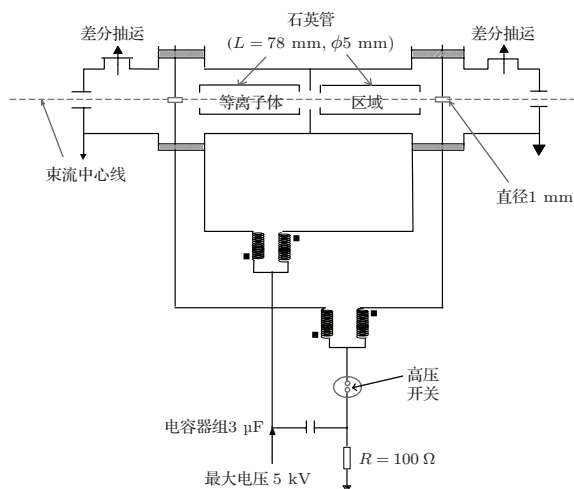 差分抽运
石英管
差分抽运
(L = 78 mm, ϕ5 mm)
等离子体
区域
束流中心线
直径1 mm
高压
开关
电容器组3 µF
R = 100 Ω
最大电压 5 kV